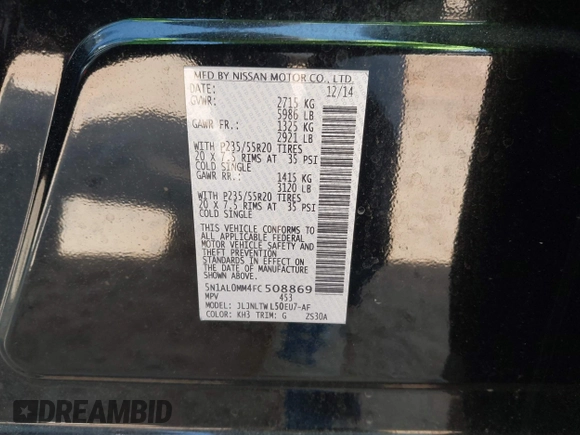 MFD BY NISSAN MOTOR CO., LTD.
DATE: 12/14
GVWR: 2715 KG
5986 LB
GAWR FR.: 1325 KG
2921 LB
WITH P235/55R20 TIRES
20 X 7.5 RIMS AT 35 PSI
COLD SINGLE
GAWR RR.: 1415 KG
3120 LB
WITH P235/55R20 TIRES
20 X 7.5 RIMS AT 35 PSI
COLD SINGLE
THIS VEHICLE CONFORMS TO
ALL APPLICABLE FEDERAL
MOTOR VEHICLE SAFETY AND
THEFT PREVENTION
STANDARDS IN EFFECT ON
THE DATE OF MANUFACTURE
SHOWN ABOVE.
5N1AL0MM4FC508869
MPV 453
MODEL: JLJNLTWL50EU7-AF
COLOR: KH3 TRIM: G 2S30A
DREAMBID